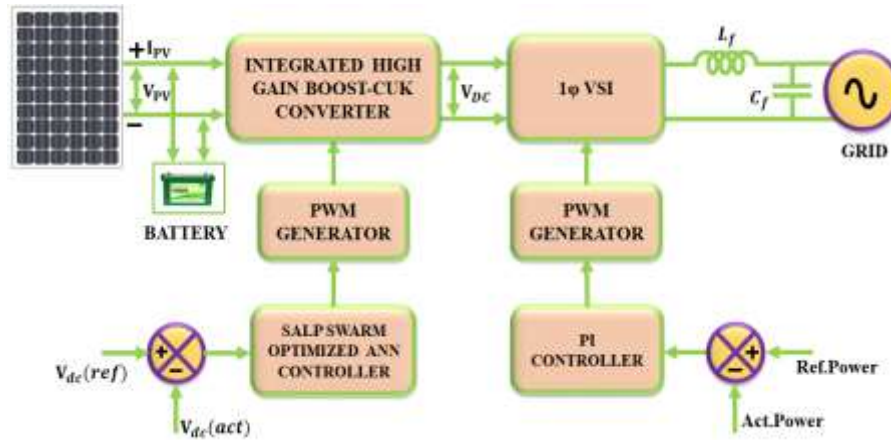 + I_PV
V_PV
−
BATTERY
INTEGRATED HIGH
GAIN BOOST-CUK
CONVERTER
V_DC
1φ VSI
L_f
C_f
GRID
PWM
GENERATOR
PWM
GENERATOR
SALP SWARM
OPTIMIZED ANN
CONTROLLER
PI
CONTROLLER
+
−
V_dc(ref)
V_dc(act)
+
−
Ref.Power
Act.Power